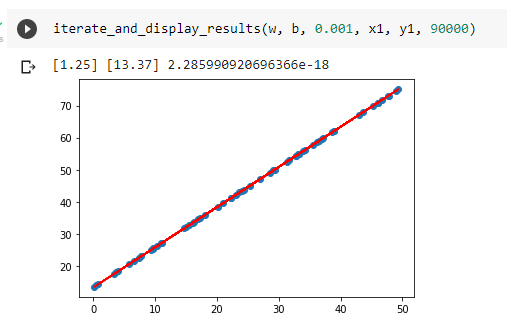 iterate_and_display_results(w, b, 0.001, x1, y1, 90000)
[1.25] [13.37] 2.285990920696366e-18
70
60
50
40
30
20
0 10 20 30 40 50